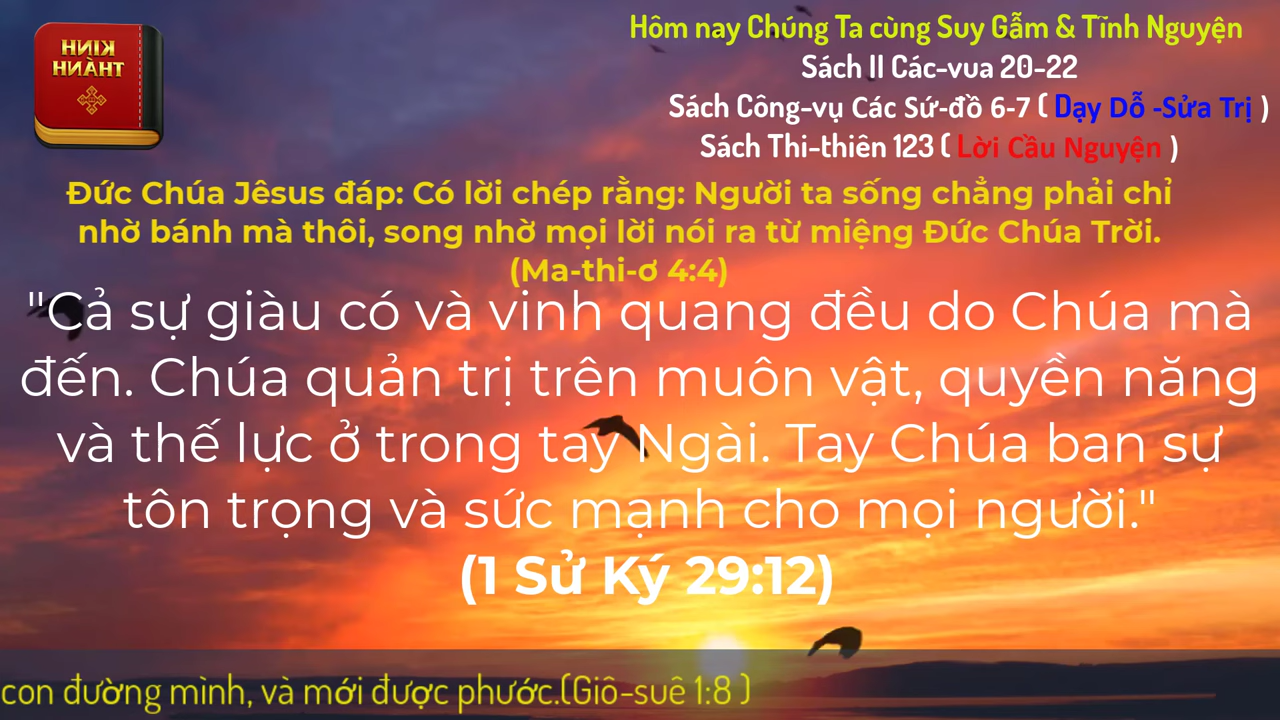 KINH
THÀNH
Hôm nay Chúng Ta cùng Suy Gẫm & Tĩnh Nguyện
Sách II Các-vua 20-22
Sách Công-vụ Các Sứ-đồ 6-7 ( Dạy Dỗ -Sửa Trị )
Sách Thi-thiên 123 ( Lời Cầu Nguyện )
Đức Chúa Jêsus đáp: Có lời chép rằng: Người ta sống chẳng phải chỉ
nhờ bánh mà thôi, song nhờ mọi lời nói ra từ miệng Đức Chúa Trời.
(Ma-thi-ơ 4:4)
"Cả sự giàu có và vinh quang đều do Chúa mà
đến. Chúa quản trị trên muôn vật, quyền năng
và thế lực ở trong tay Ngài. Tay Chúa ban sự
tôn trọng và sức mạnh cho mọi người."
(1 Sử Ký 29:12)
con đường mình, và mới được phước.(Giô-suê 1:8 )